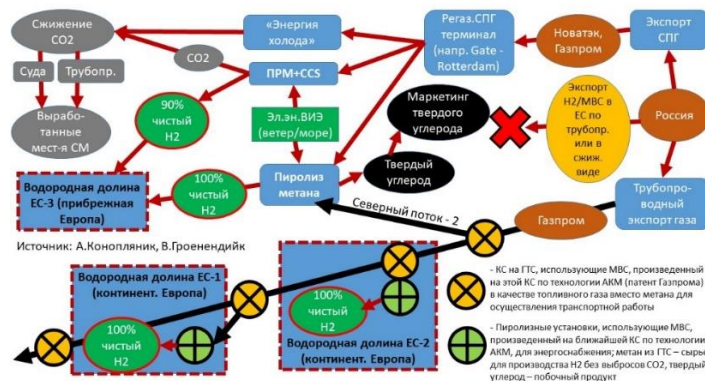 Сжижение
СО2
«Энергия
холода»
Регаз.СПГ
терминал
(напр. Gate -
Rotterdam)
Новатэк,
Газпром
Экспорт
СПГ
Суда
Трубопр.
СО2
ПРМ+CCS
Вырабо-
танные
мест-я СМ
90%
чистый
Н2
Эл.эн.ВИЭ
(ветер/море)
Маркетинг
твердого
углерода
Экспорт
Н2/МВС в
ЕС по
трубопр.
или в
сжиж.
виде
Россия
Водородная долина
ЕС-3 (прибрежная
Европа)
100%
чистый
Н2
Пиролиз
метана
Твердый
углерод
Трубопро-
водный
экспорт газа
Северный поток - 2
Газпром
Источник: А.Конопляник, В.Гроенендийк
Водородная долина ЕС-1
(континент. Европа)
100%
чистый
Н2
100%
чистый
Н2
Водородная долина ЕС-2
(континент. Европа)
- КС на ГТС, использующие МВС, произведенный
на этой КС по технологии АКМ (патент Газпрома)
в качестве топливного газа вместо метана для
осуществления транспортной работы
- Пиролизные установки, использующие МВС,
произведенный на ближайшей КС по технологии
АКМ, для энергоснабжения; метан из ГТС – сырье
для производства Н2 без выбросов СО2, твердый
углерод – побочный продукт